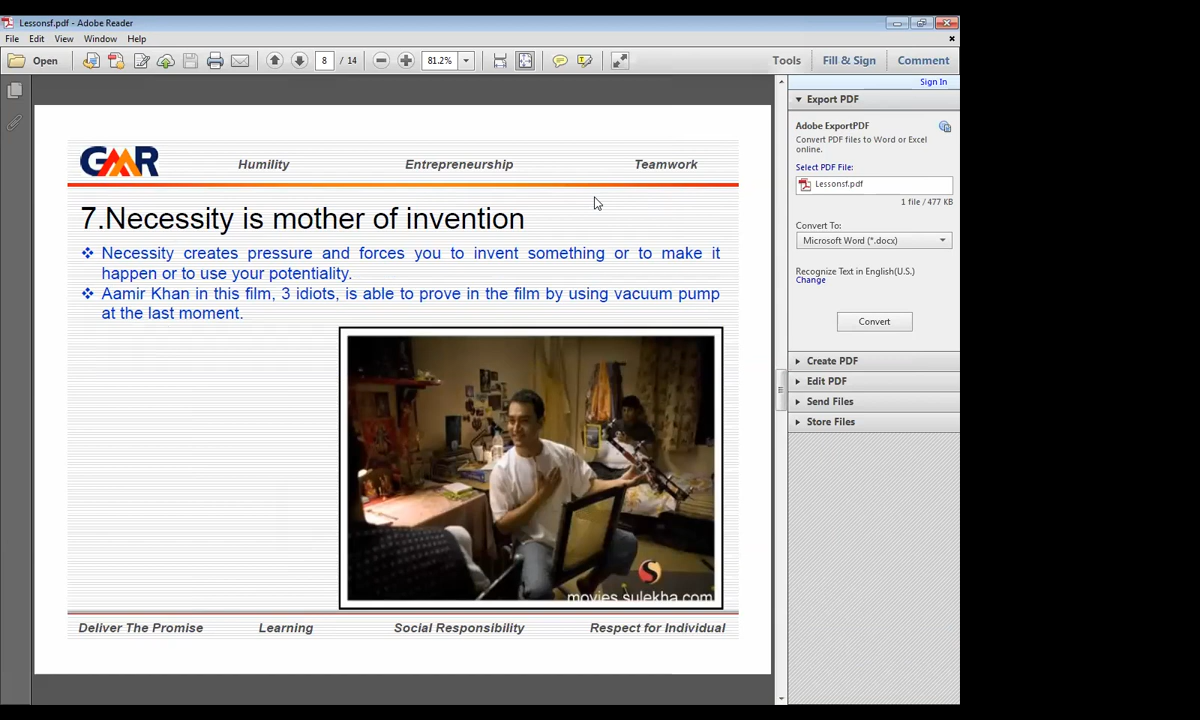 Lessonsf.pdf - Adobe Reader
File Edit View Window Help
Open 8 / 14 81.2% Tools Fill & Sign Comment
Sign In
Export PDF
Adobe ExportPDF
Convert PDF files to Word or Excel
online.
Select PDF File:
Lessonsf.pdf
1 file / 477 KB
Convert To:
Microsoft Word (*.docx)
Recognize Text in English(U.S.)
Change
Convert
Create PDF
Edit PDF
Send Files
Store Files
GMR Humility Entrepreneurship Teamwork
7.Necessity is mother of invention
Necessity creates pressure and forces you to invent something or to make it
happen or to use your potentiality.
Aamir Khan in this film, 3 idiots, is able to prove in the film by using vacuum pump
at the last moment.
movies.sulekha.com
Deliver The Promise Learning Social Responsibility Respect for Individual